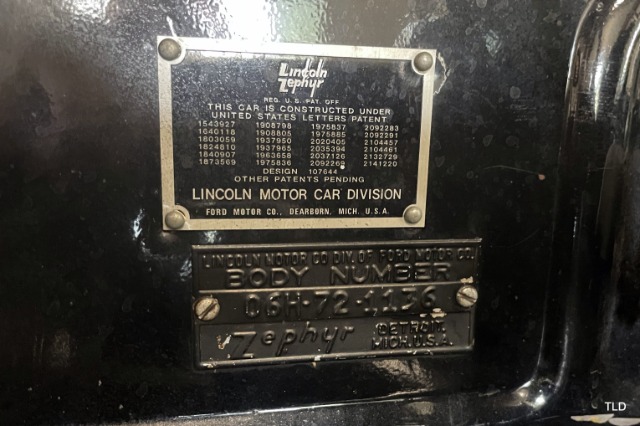 Lincoln
Zephyr
REG. U.S. PAT. OFF.
THIS CAR IS CONSTRUCTED UNDER
UNITED STATES LETTERS PATENT
1543927 1908798 1975837 2092283
1640118 1908805 1975885 2092291
1803059 1937950 2020405 2104457
1824810 1937965 2035394 2104461
1840907 1963658 2037126 2132729
1873569 1975836 2092269 2141220
DESIGN 107644
OTHER PATENTS PENDING
LINCOLN MOTOR CAR DIVISION
FORD MOTOR CO., DEARBORN, MICH. U.S.A.
LINCOLN MOTOR CO DIV. OF FORD MOTOR CO.
BODY NUMBER
06H-72-1136
Zephyr DETROIT,
MICH. U.S.A.
TLD